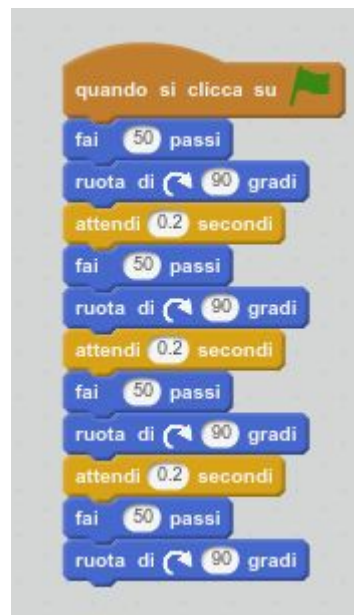 quando si clicca su
fai 50 passi
ruota di 90 gradi
attendi 0.2 secondi
fai 50 passi
ruota di 90 gradi
attendi 0.2 secondi
fai 50 passi
ruota di 90 gradi
attendi 0.2 secondi
fai 50 passi
ruota di 90 gradi